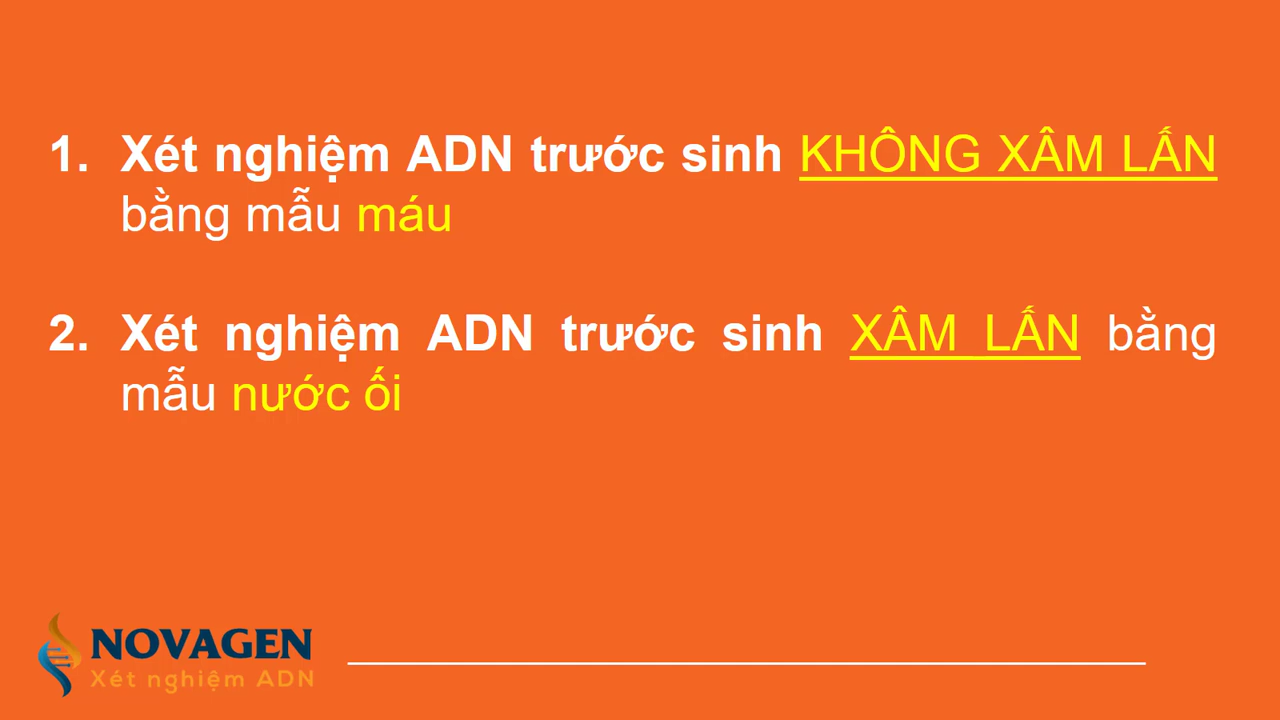 1. Xét nghiệm ADN trước sinh KHÔNG XÂM LẤN
bằng mẫu máu
2. Xét nghiệm ADN trước sinh XÂM LẤN bằng
mẫu nước ối
NOVAGEN
Xét nghiệm ADN